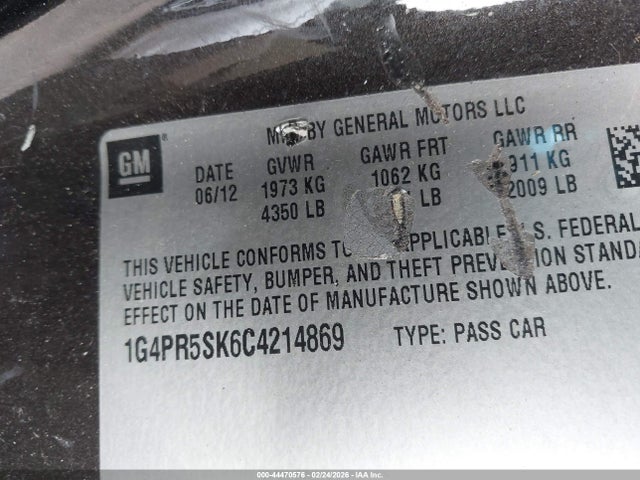 BY GENERAL MOTORS LLC
GM ®
DATE GVWR GAWR FRT GAWR RR
06/12 1973 KG 1062 KG 911 KG
4350 LB LB 2009 LB
THIS VEHICLE CONFORMS TO APPLICABLE U.S. FEDERAL
VEHICLE SAFETY, BUMPER, AND THEFT PREVENTION STANDA
EFFECT ON THE DATE OF MANUFACTURE SHOWN ABOVE.
1G4PR5SK6C4214869 TYPE: PASS CAR
000-44470576 - 02/24/2026 - IAA Inc.